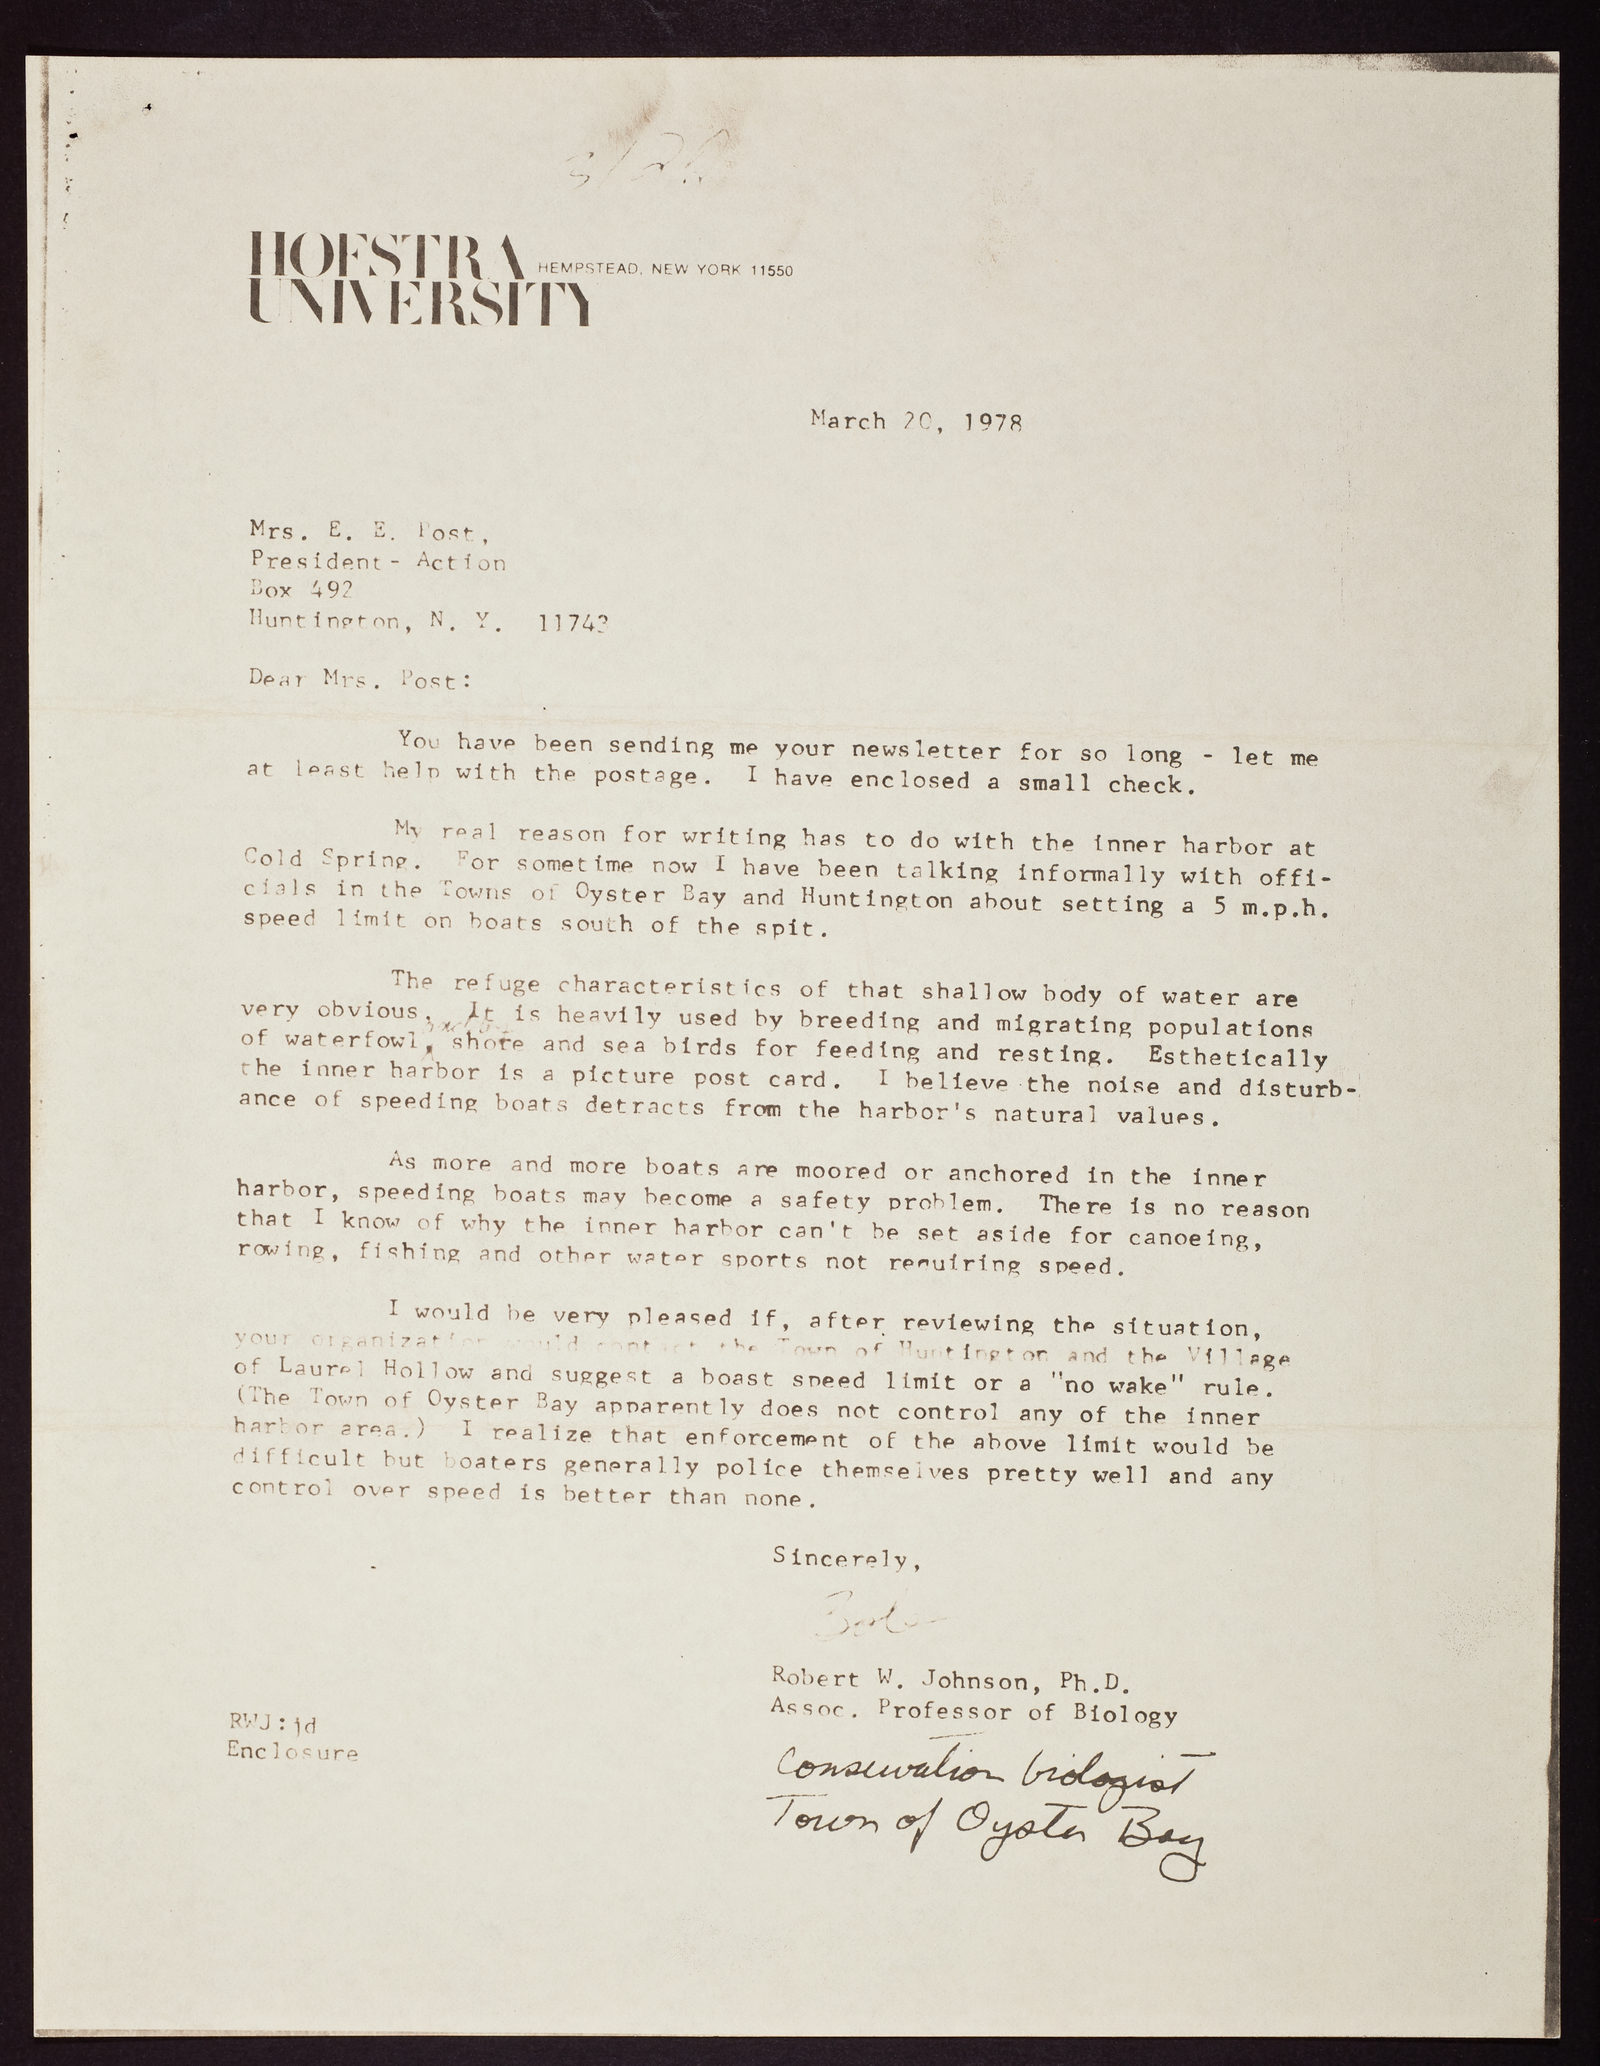 HOFSTRA HEMPSTEAD, NEW YORK 11550
UNIVERSITY
March 20, 1978
Mrs. E. E. Post,
President - Action
Box 492
Huntington, N. Y. 11743
Dear Mrs. Post:
You have been sending me your newsletter for so long - let me
at least help with the postage. I have enclosed a small check.
My real reason for writing has to do with the inner harbor at
Cold Spring. For sometime now I have been talking informally with offi-
cials in the Towns of Oyster Bay and Huntington about setting a 5 m.p.h.
speed limit on boats south of the spit.
The refuge characteristics of that shallow body of water are
very obvious. It is heavily used by breeding and migrating populations
of waterfowl, shore and sea birds for feeding and resting. Esthetically
the inner harbor is a picture post card. I believe the noise and disturb-
ance of speeding boats detracts from the harbor's natural values.
As more and more boats are moored or anchored in the inner
harbor, speeding boats may become a safety problem. There is no reason
that I know of why the inner harbor can't be set aside for canoeing,
rowing, fishing and other water sports not requiring speed.
I would be very pleased if, after reviewing the situation,
your organization would contact the Town of Huntington and the Village
of Laurel Hollow and suggest a boast speed limit or a "no wake" rule.
(The Town of Oyster Bay apparently does not control any of the inner
harbor area.) I realize that enforcement of the above limit would be
difficult but boaters generally police themselves pretty well and any
control over speed is better than none.
Sincerely,
Bob
Robert W. Johnson, Ph.D.
Assoc. Professor of Biology
RWJ:jd
Enclosure
Conservation biologist
Town of Oyster Bay